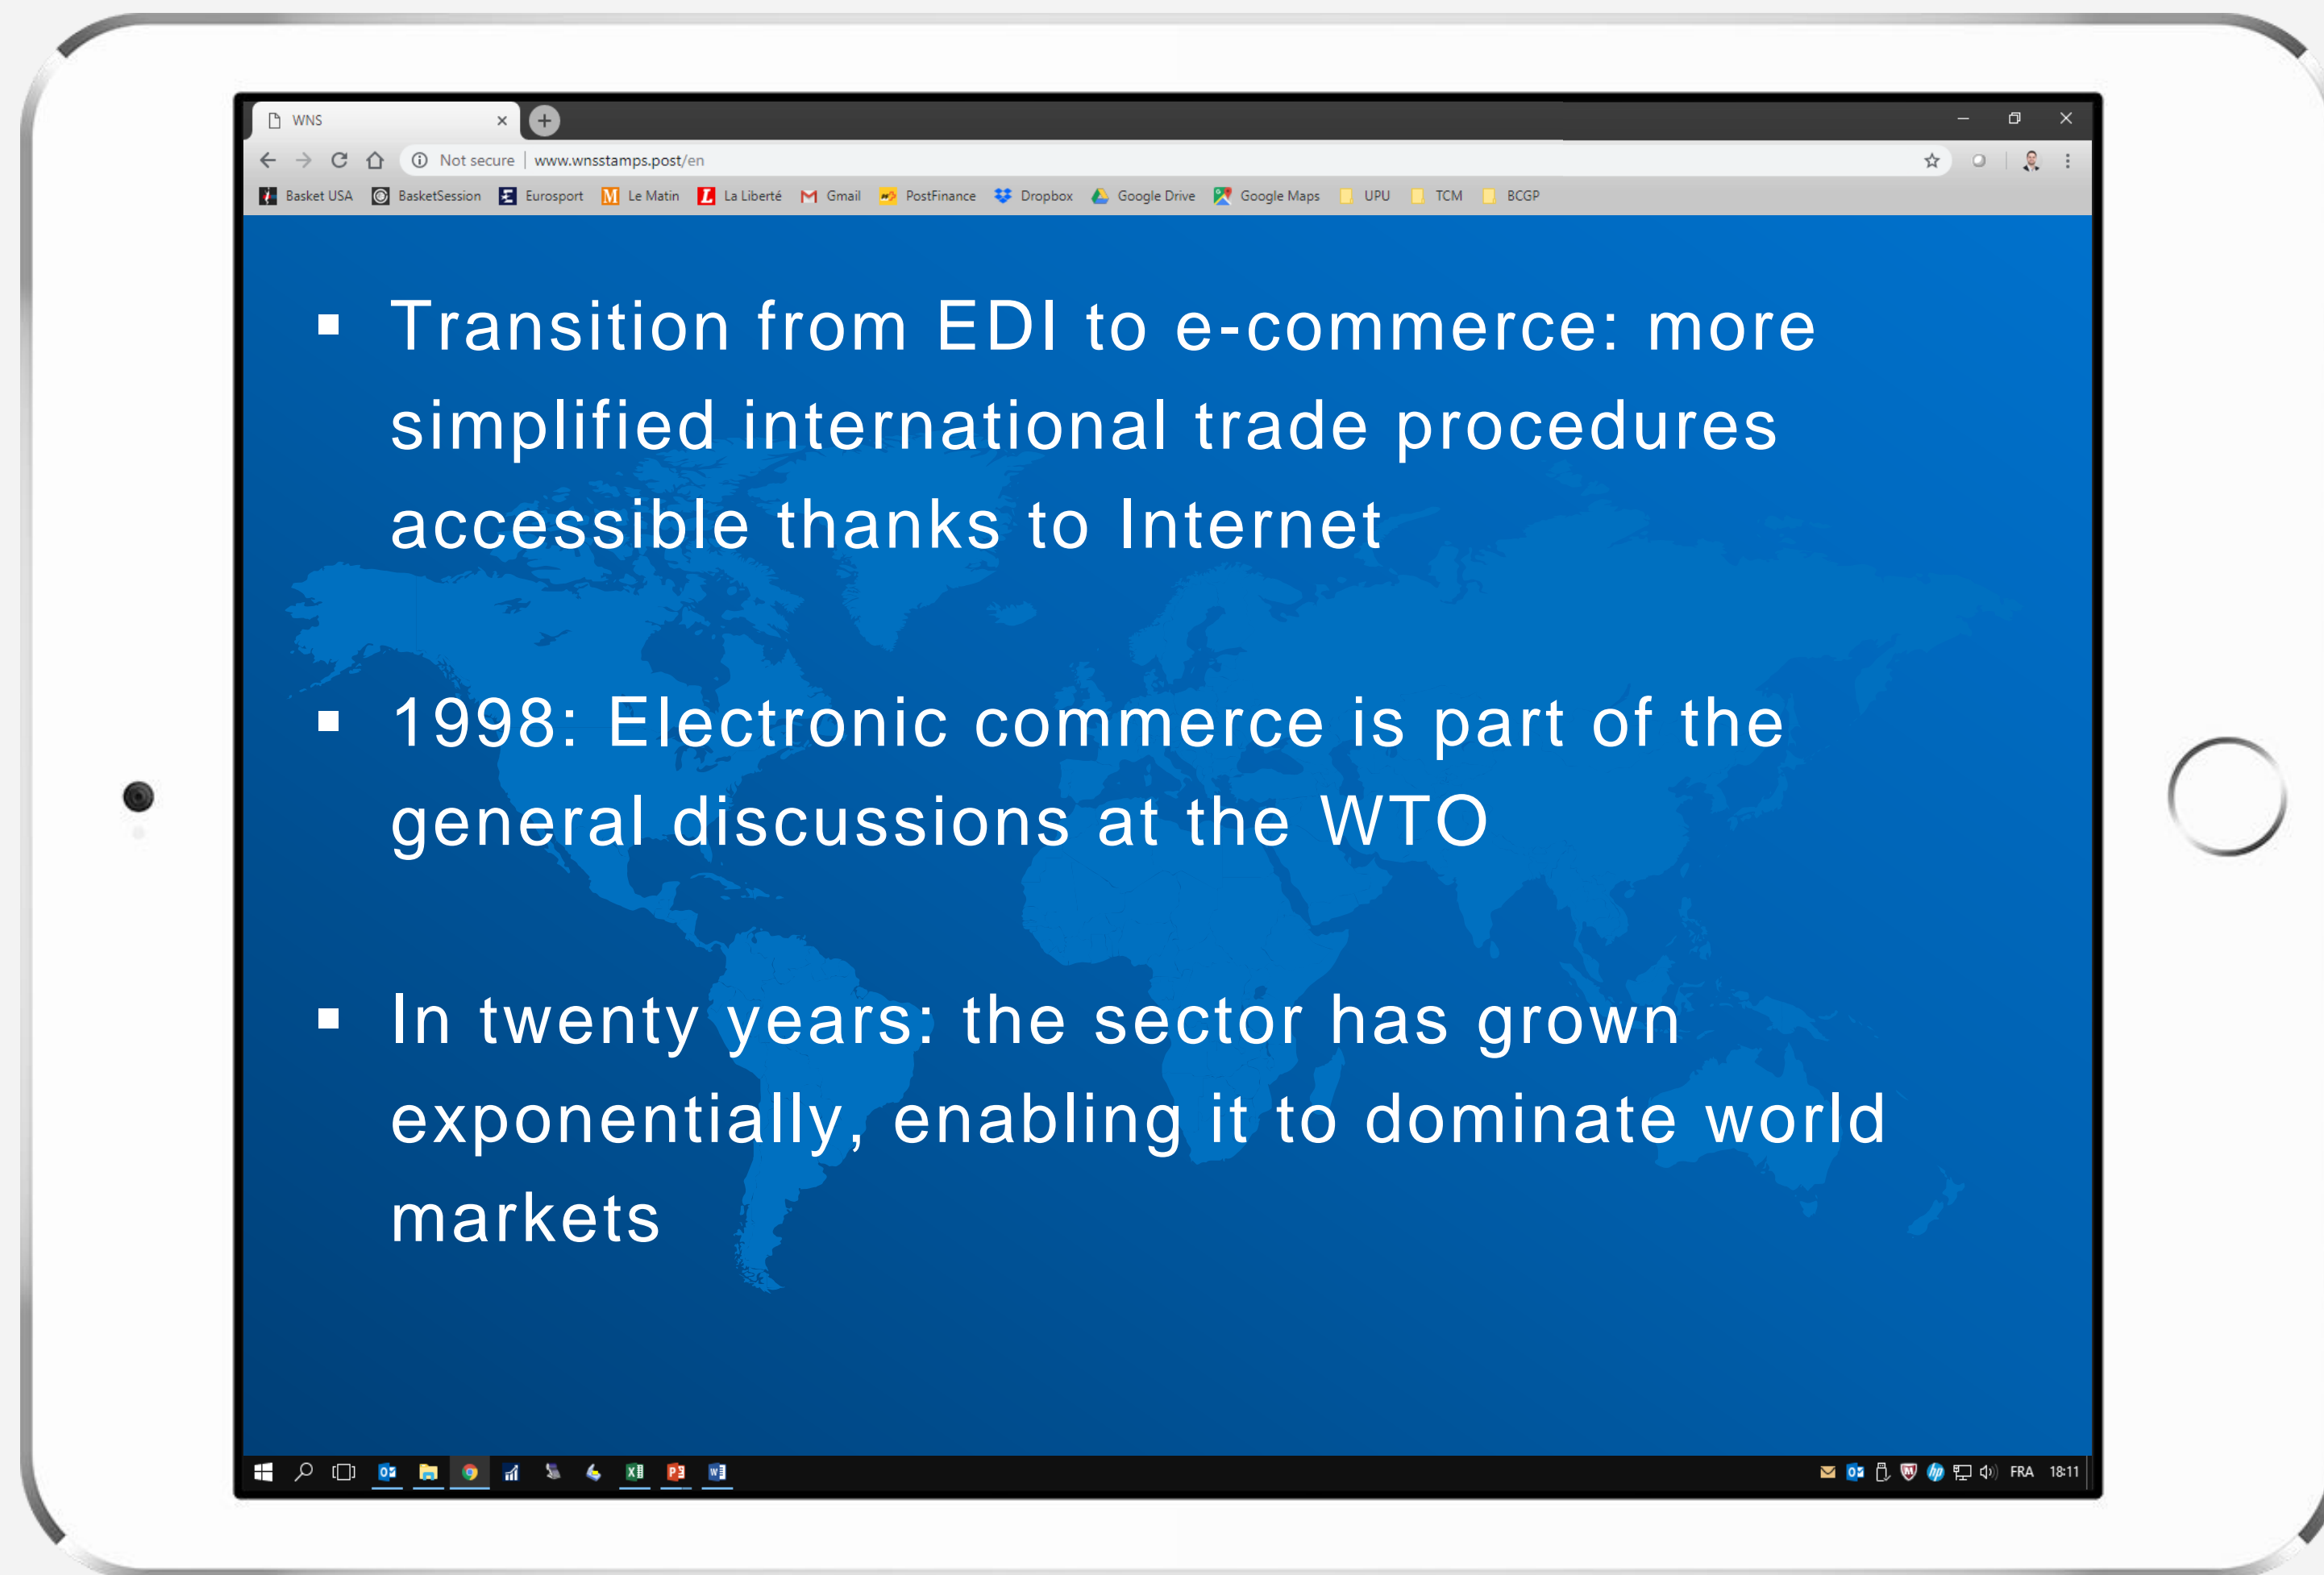 WNS
Not secure | www.wnsstamps.post/en
Basket USA BasketSession Eurosport M Le Matin L La Liberté Gmail PostFinance Dropbox Google Drive Google Maps UPU TCM BCGP
▪ Transition from EDI to e-commerce: more
simplified international trade procedures
accessible thanks to Internet
▪ 1998: Electronic commerce is part of the
general discussions at the WTO
▪ In twenty years: the sector has grown
exponentially, enabling it to dominate world
markets
FRA 18:11